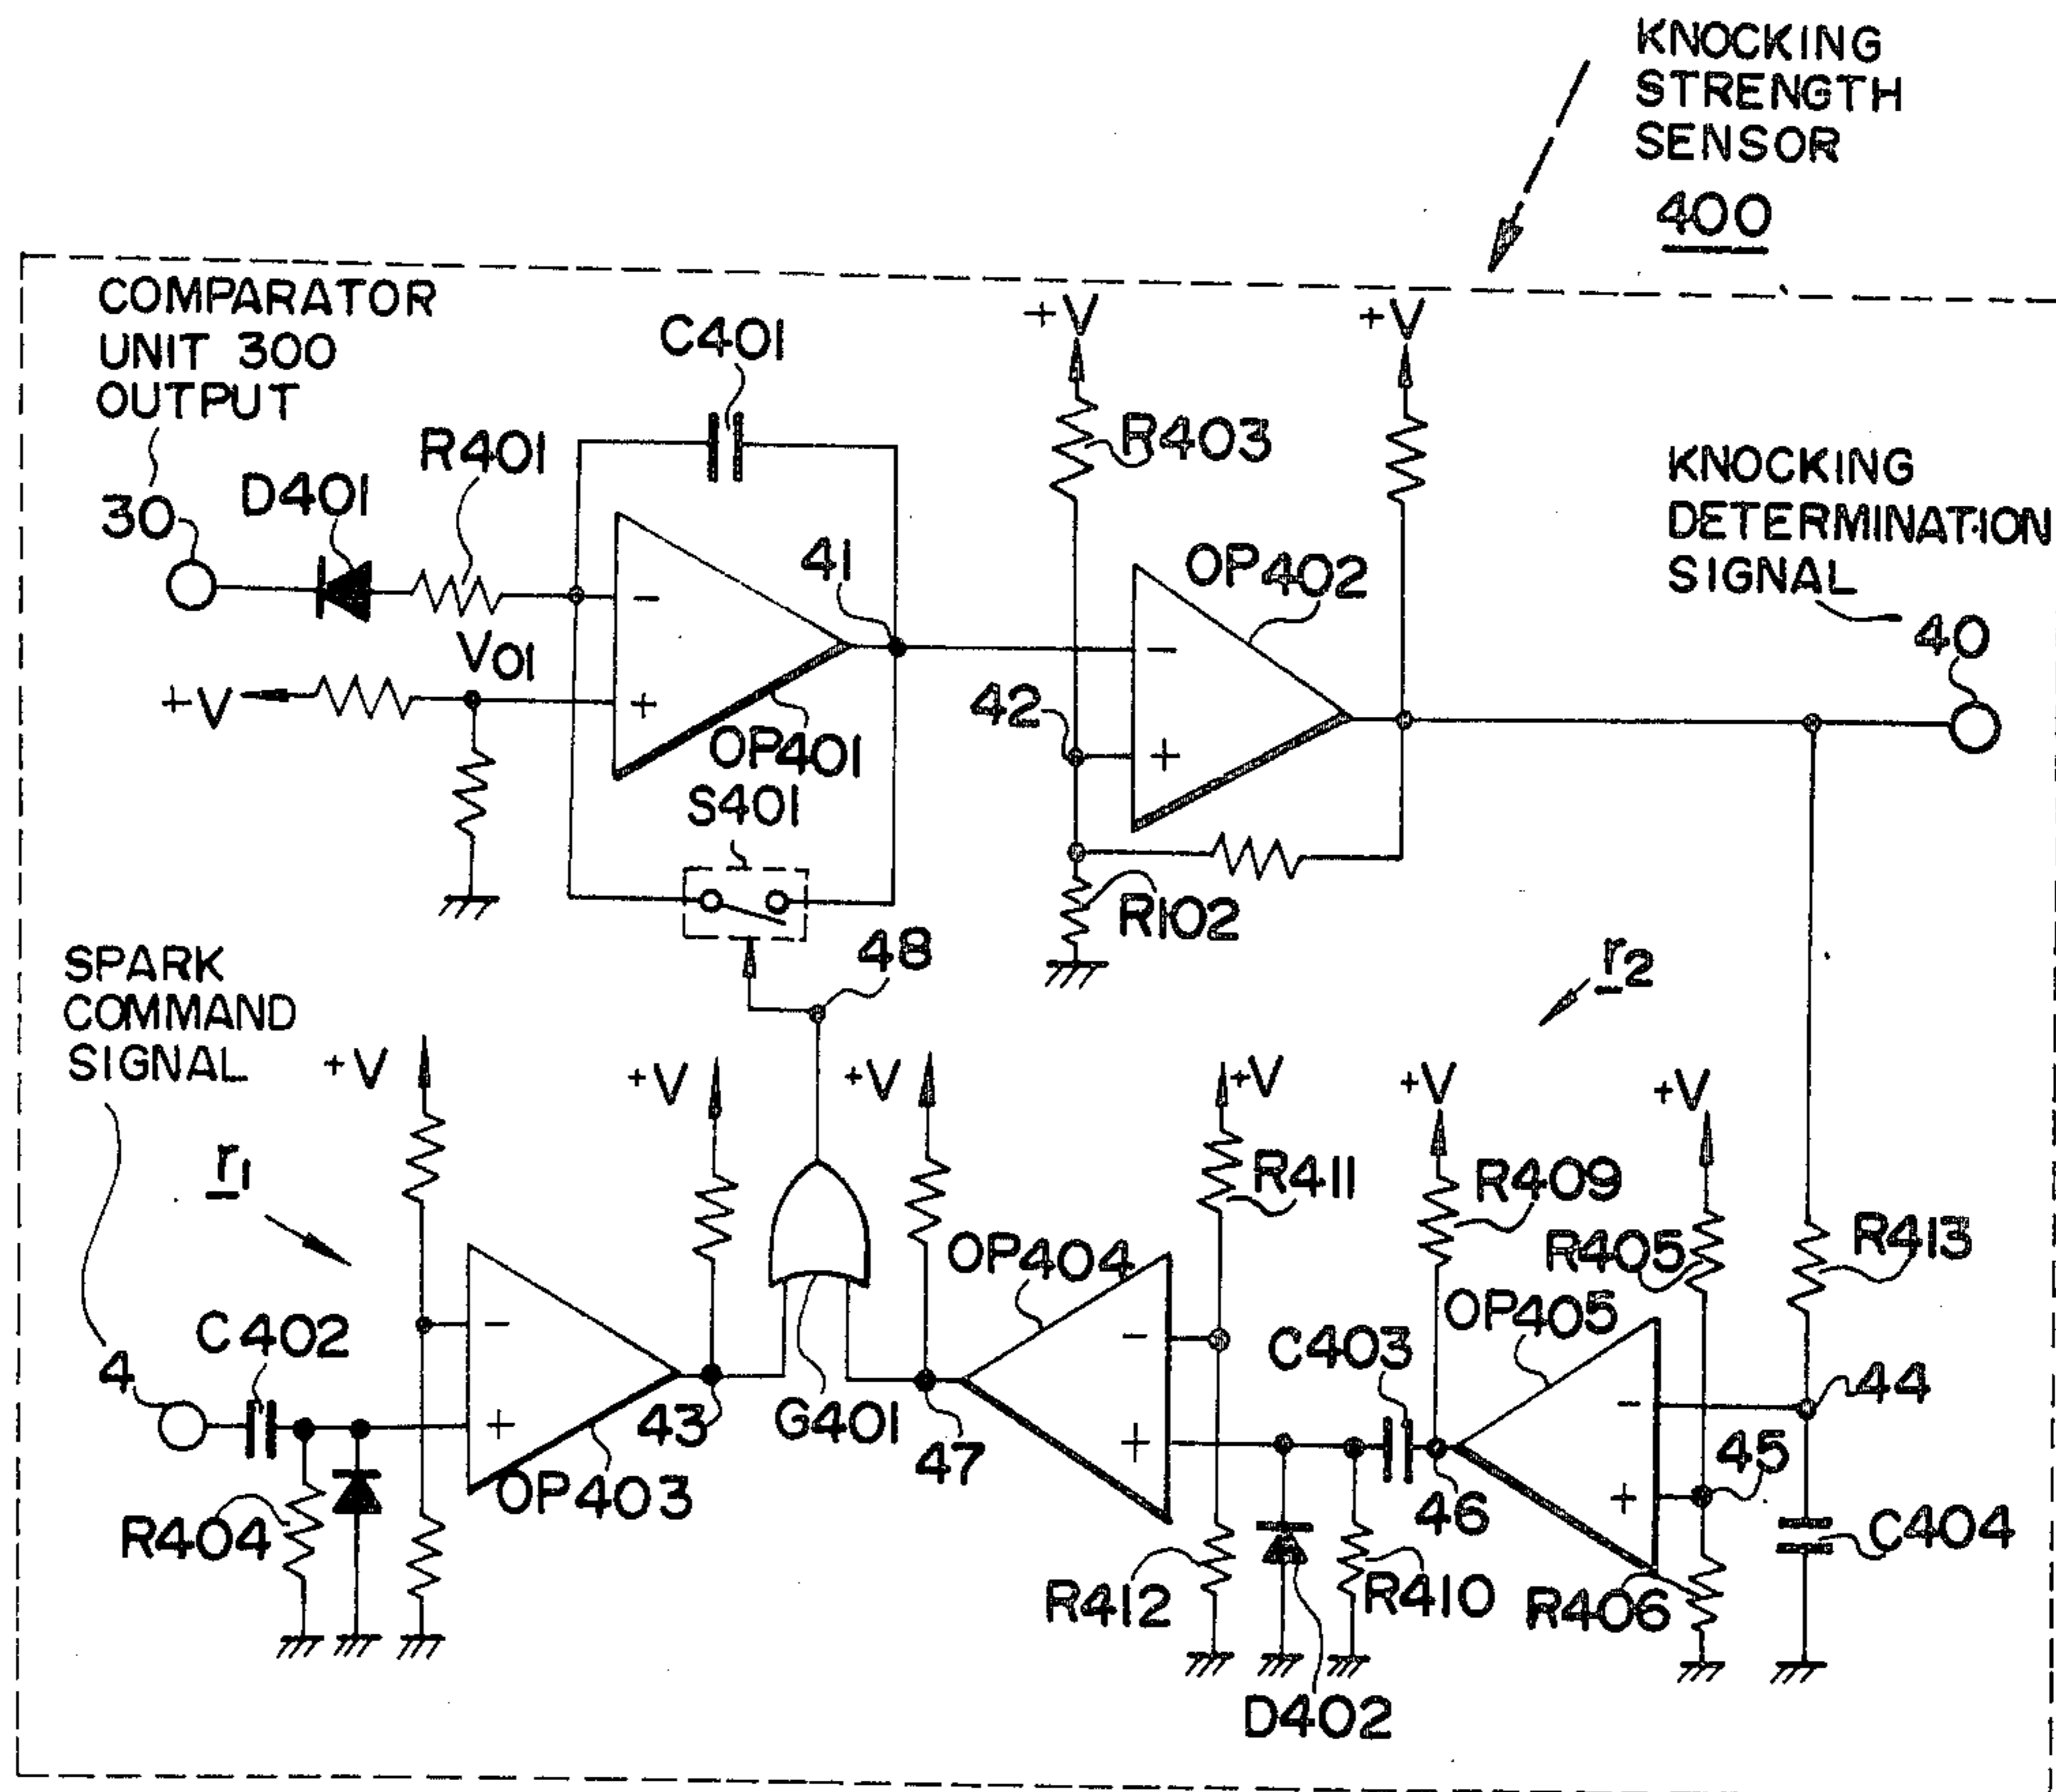 KNOCKING
STRENGTH
SENSOR
400
COMPARATOR
UNIT 300
OUTPUT
C401
+V
+V
R401
R403
D401
30
KNOCKING
DETERMINATION
SIGNAL
40
41
OP402
V01
+V
−
+
OP401
42
−
+
S401
R102
48
r2
SPARK
COMMAND
SIGNAL
+V
+V
+V
+V
+V
+V
r1
R411
R409
R405
R413
OP404
OP405
C402
C403
4
−
+
43
G401
47
−
+
46
−
+
44
45
OP403
R404
R412
R410
R406
C404
D402